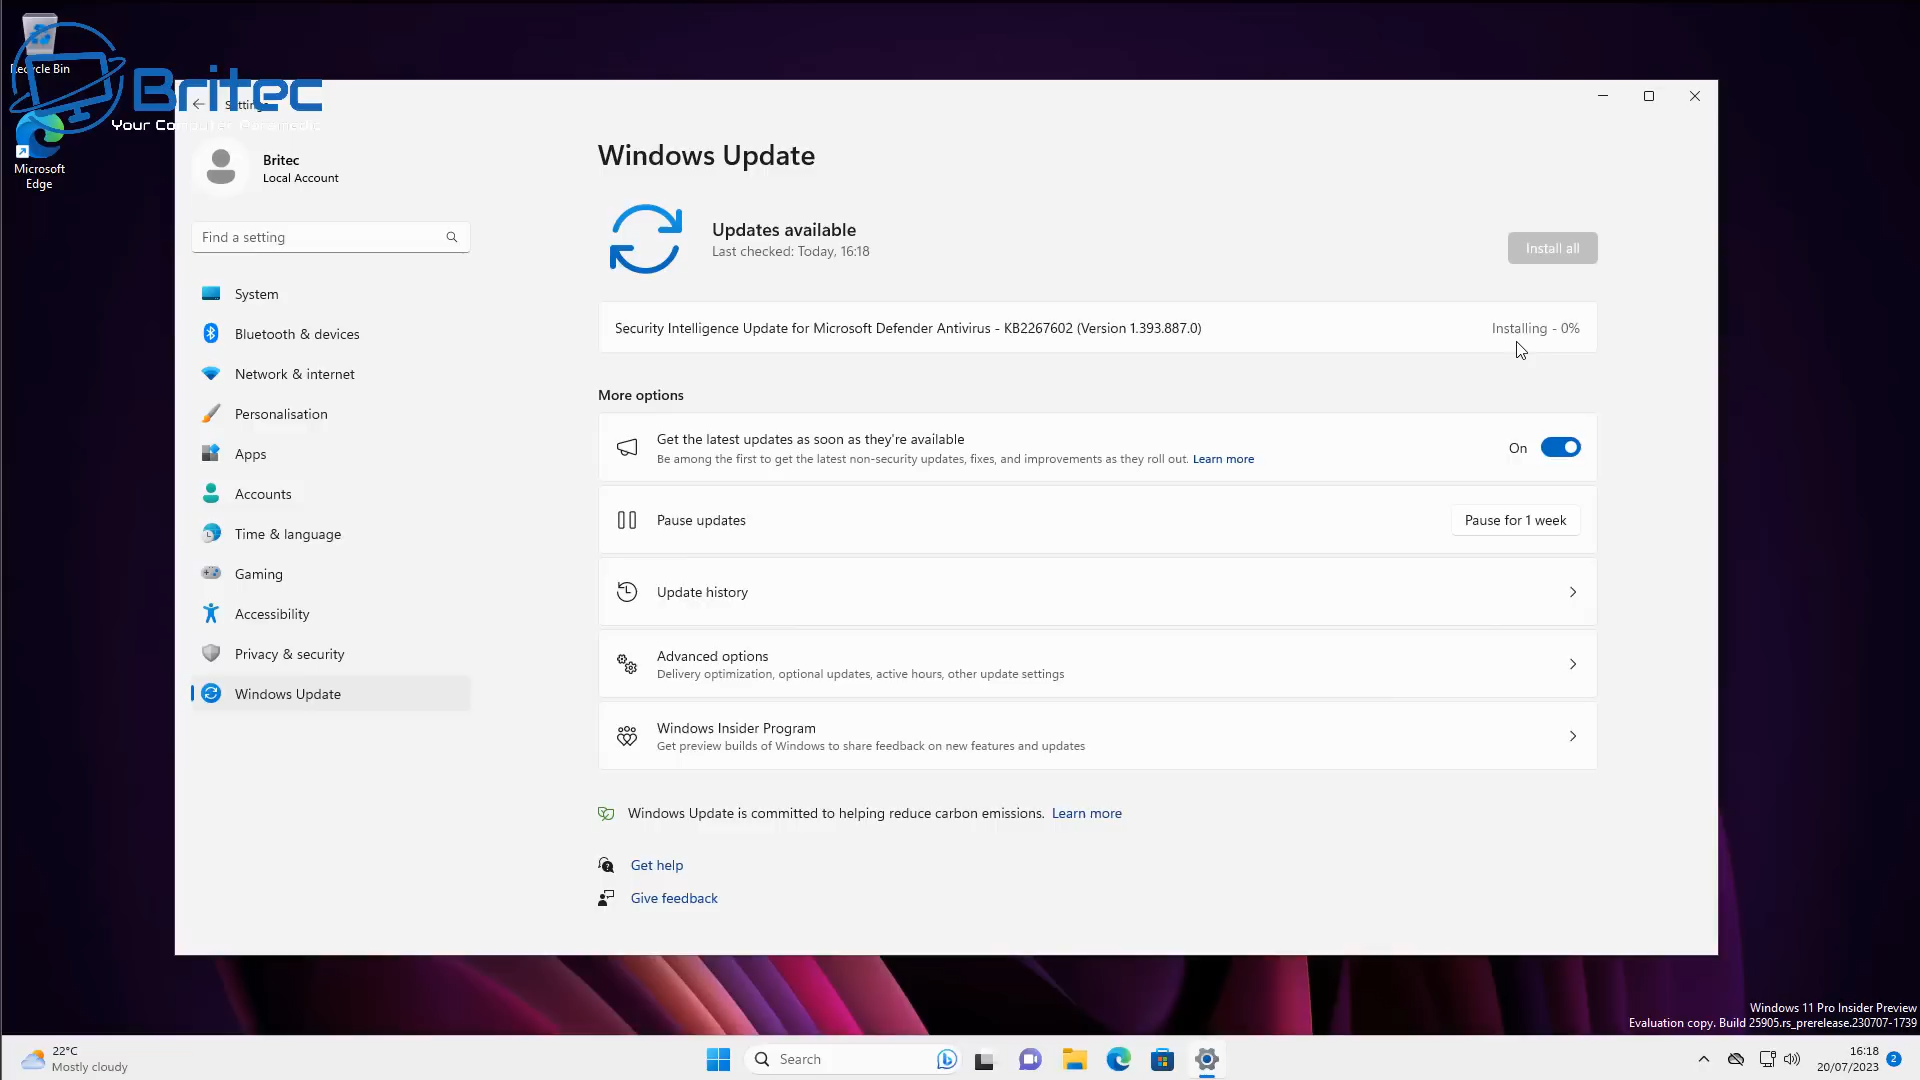 Recycle Bin
Britec
Your Computer Paramedic
Microsoft
Edge
Settings
Britec
Local Account
Find a setting
System
Bluetooth & devices
Network & internet
Personalisation
Apps
Accounts
Time & language
Gaming
Accessibility
Privacy & security
Windows Update
Windows Update
Updates available
Last checked: Today, 16:18
Install all
Security Intelligence Update for Microsoft Defender Antivirus - KB2267602 (Version 1.393.887.0)
Installing - 0%
More options
Get the latest updates as soon as they're available
Be among the first to get the latest non-security updates, fixes, and improvements as they roll out. Learn more
On
Pause updates
Pause for 1 week
Update history
Advanced options
Delivery optimization, optional updates, active hours, other update settings
Windows Insider Program
Get preview builds of Windows to share feedback on new features and updates
Windows Update is committed to helping reduce carbon emissions. Learn more
Get help
Give feedback
Windows 11 Pro Insider Preview
Evaluation copy. Build 25905.rs_prerelease.230707-1739
22°C
Mostly cloudy
Search
16:18
20/07/2023
2